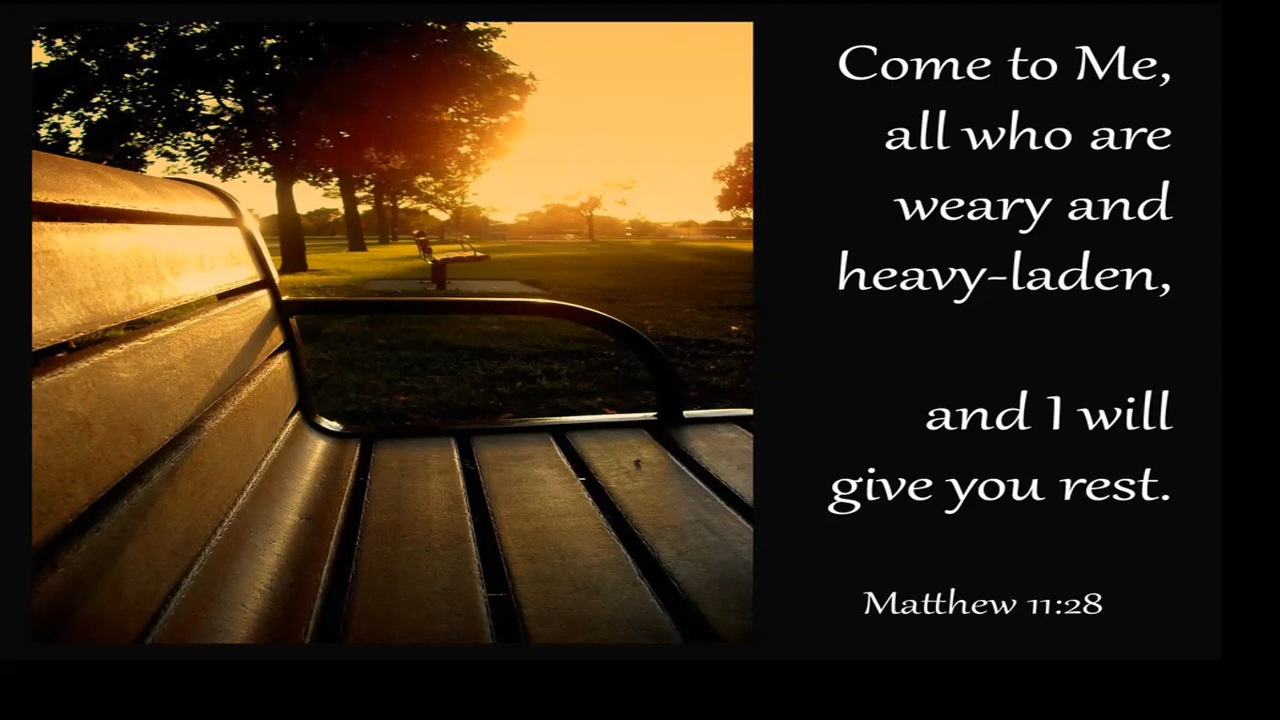 Come to Me,
all who are
weary and
heavy-laden,
and I will
give you rest.
Matthew 11:28